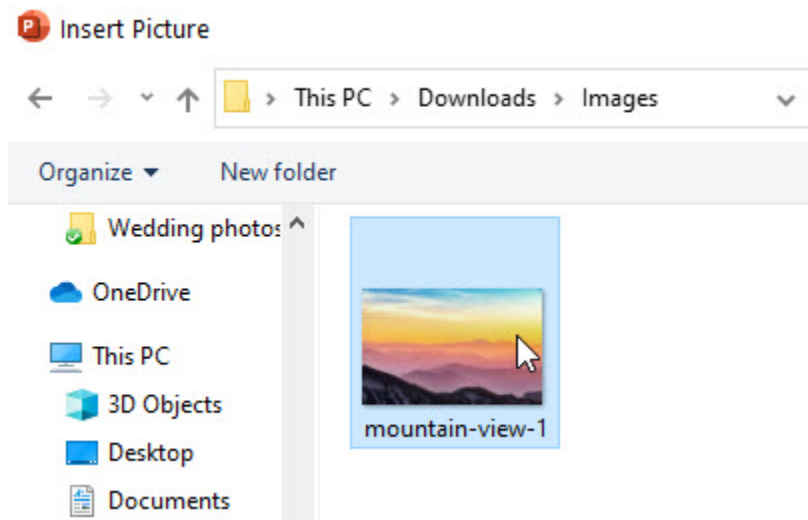 P Insert Picture
This PC > Downloads > Images
Organize New folder
Wedding photos
OneDrive
This PC
3D Objects
Desktop
Documents
mountain-view-1